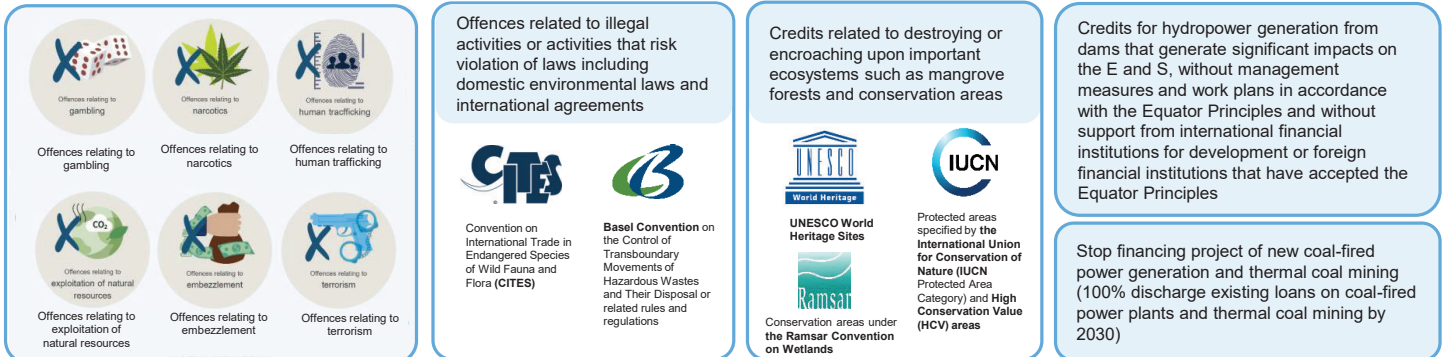 Offences relating to
gambling
Offences relating to
gambling
Offences relating to
narcotics
Offences relating to
narcotics
Offences relating to
human tracfficking
Offences relating to
human trafficking
CO₂
Offences relating to
exploitation of natural
resources
Offences relating to
exploitation of
natural resources
Offences relating to
embezzlement
Offences relating to
embezzlement
Offences relating to
terrorism
Offences relating to
terrorism
Offences related to illegal
activities or activities that risk
violation of laws including
domestic environmental laws and
international agreements
CITES
®
Convention on
International Trade in
Endangered Species
of Wild Fauna and
Flora (CITES)
B
Basel Convention on
the Control of
Transboundary
Movements of
Hazardous Wastes
and Their Disposal or
related rules and
regulations
Credits related to destroying or
encroaching upon important
ecosystems such as mangrove
forests and conservation areas
UNESCO
World Heritage
UNESCO World
Heritage Sites
Ramsar
Conservation areas under
the Ramsar Convention
on Wetlands
IUCN
Protected areas
specified by the
International Union
for Conservation of
Nature (IUCN
Protected Area
Category) and High
Conservation Value
(HCV) areas
Credits for hydropower generation from
dams that generate significant impacts on
the E and S, without management
measures and work plans in accordance
with the Equator Principles and without
support from international financial
institutions for development or foreign
financial institutions that have accepted the
Equator Principles
Stop financing project of new coal-fired
power generation and thermal coal mining
(100% discharge existing loans on coal-fired
power plants and thermal coal mining by
2030)